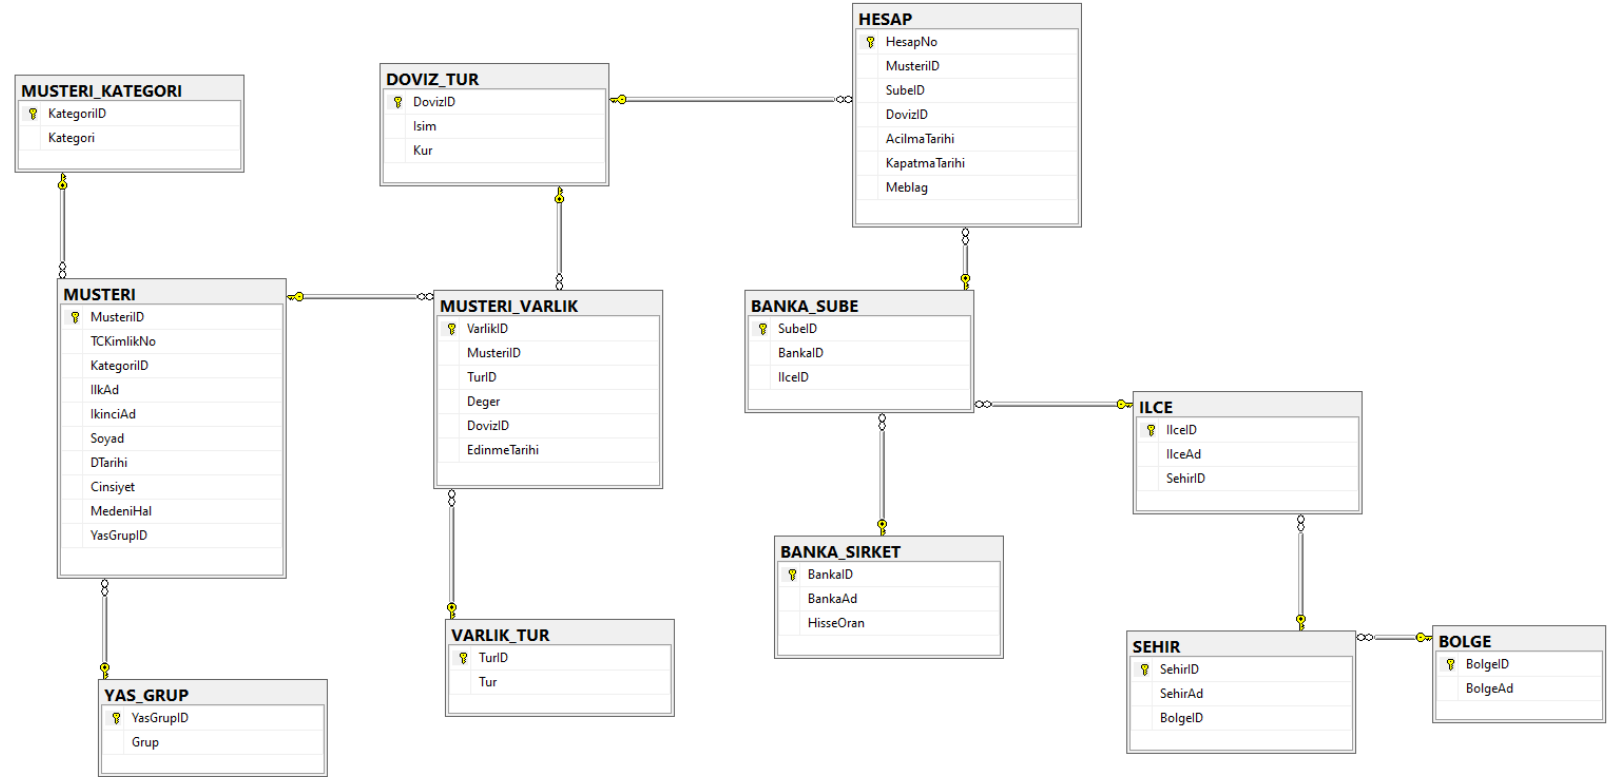 HESAP
HesapNo
MusteriID
SubeID
DovizID
AcilmaTarihi
KapatmaTarihi
Meblag
DOVIZ_TUR
DovizID
Isim
Kur
MUSTERI_KATEGORI
KategoriID
Kategori
MUSTERI
MusteriID
TCKimlikNo
KategoriID
IlkAd
IkinciAd
Soyad
DTarihi
Cinsiyet
MedeniHal
YasGrupID
MUSTERI_VARLIK
VarlikID
MusteriID
TurID
Deger
DovizID
EdinmeTarihi
BANKA_SUBE
SubeID
BankaID
IlceID
ILCE
IlceID
IlceAd
SehirID
BANKA_SIRKET
BankaID
BankaAd
HisseOran
VARLIK_TUR
TurID
Tur
SEHIR
SehirID
SehirAd
BolgeID
BOLGE
BolgeID
BolgeAd
YAS_GRUP
YasGrupID
Grup